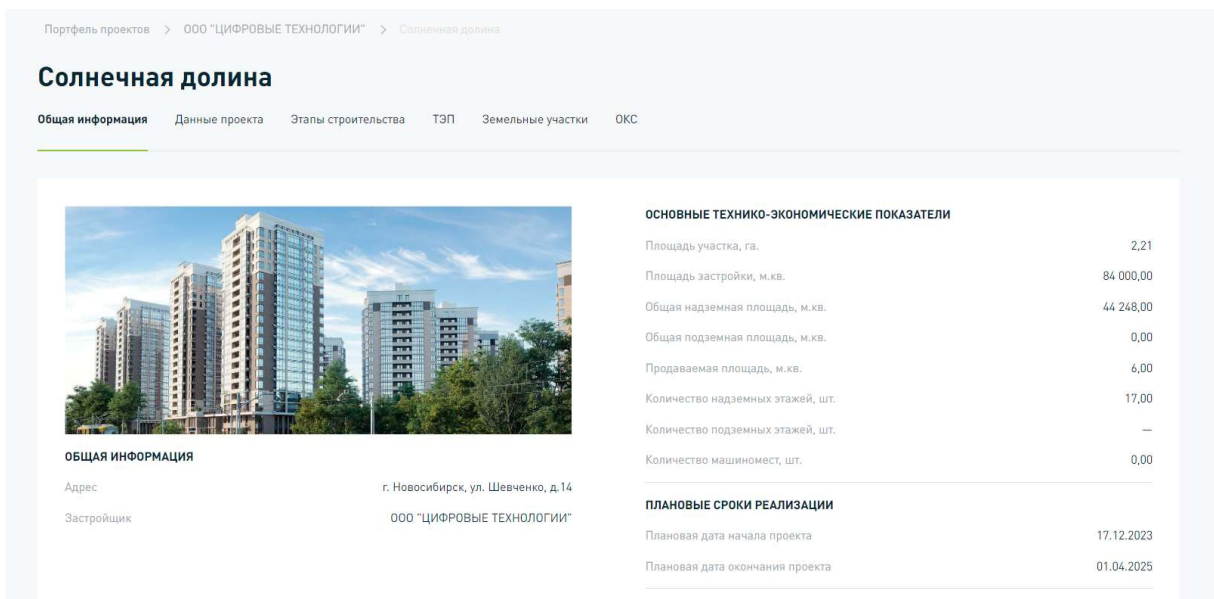 Портфель проектов > ООО "ЦИФРОВЫЕ ТЕХНОЛОГИИ" > Солнечная долина
Солнечная долина
Общая информация Данные проекта Этапы строительства ТЭП Земельные участки ОКС
ОБЩАЯ ИНФОРМАЦИЯ
Адрес г. Новосибирск, ул. Шевченко, д.14
Застройщик ООО "ЦИФРОВЫЕ ТЕХНОЛОГИИ"
ОСНОВНЫЕ ТЕХНИКО-ЭКОНОМИЧЕСКИЕ ПОКАЗАТЕЛИ
Площадь участка, га. 2,21
Площадь застройки, м.кв. 84 000,00
Общая надземная площадь, м.кв. 44 248,00
Общая подземная площадь, м.кв. 0,00
Продаваемая площадь, м.кв. 6,00
Количество надземных этажей, шт. 17,00
Количество подземных этажей, шт. —
Количество машиномест, шт. 0,00
ПЛАНОВЫЕ СРОКИ РЕАЛИЗАЦИИ
Плановая дата начала проекта 17.12.2023
Плановая дата окончания проекта 01.04.2025